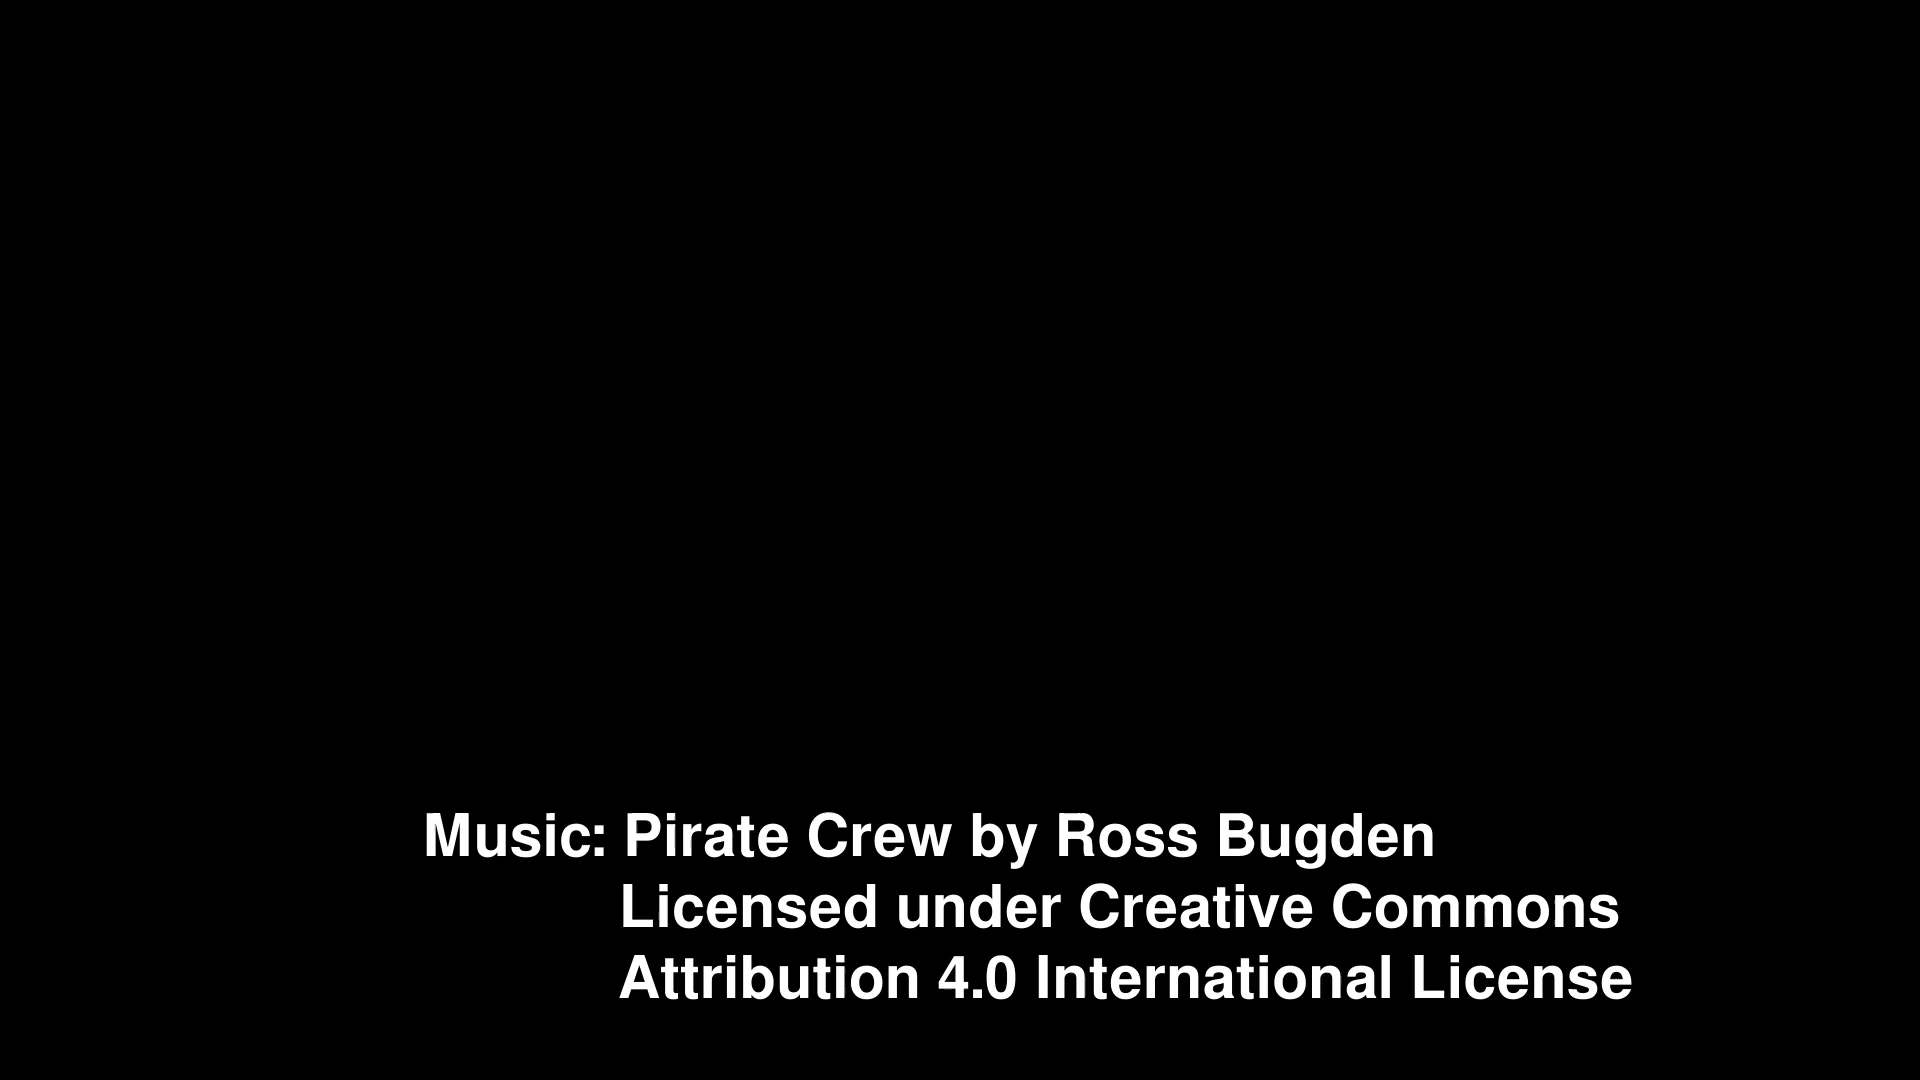 Music: Pirate Crew by Ross Bugden
Licensed under Creative Commons
Attribution 4.0 International License